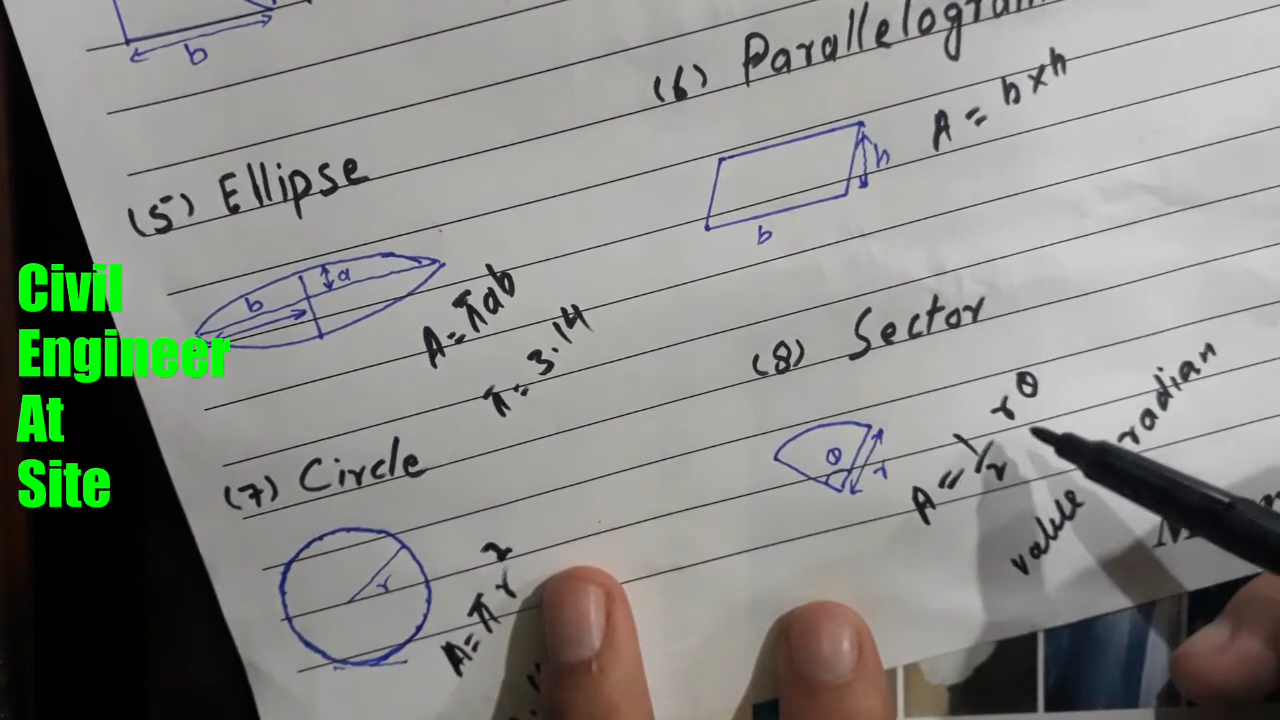 b
(6) Parallelogram
A = b x h
h
b
(5) Ellipse
a
b
A = πab
π = 3.14
(8) Sector
θ
r
A = 1/r rθ
value
radian
(7) Circle
r
A = πr²
Civil
Engineer
At
Site